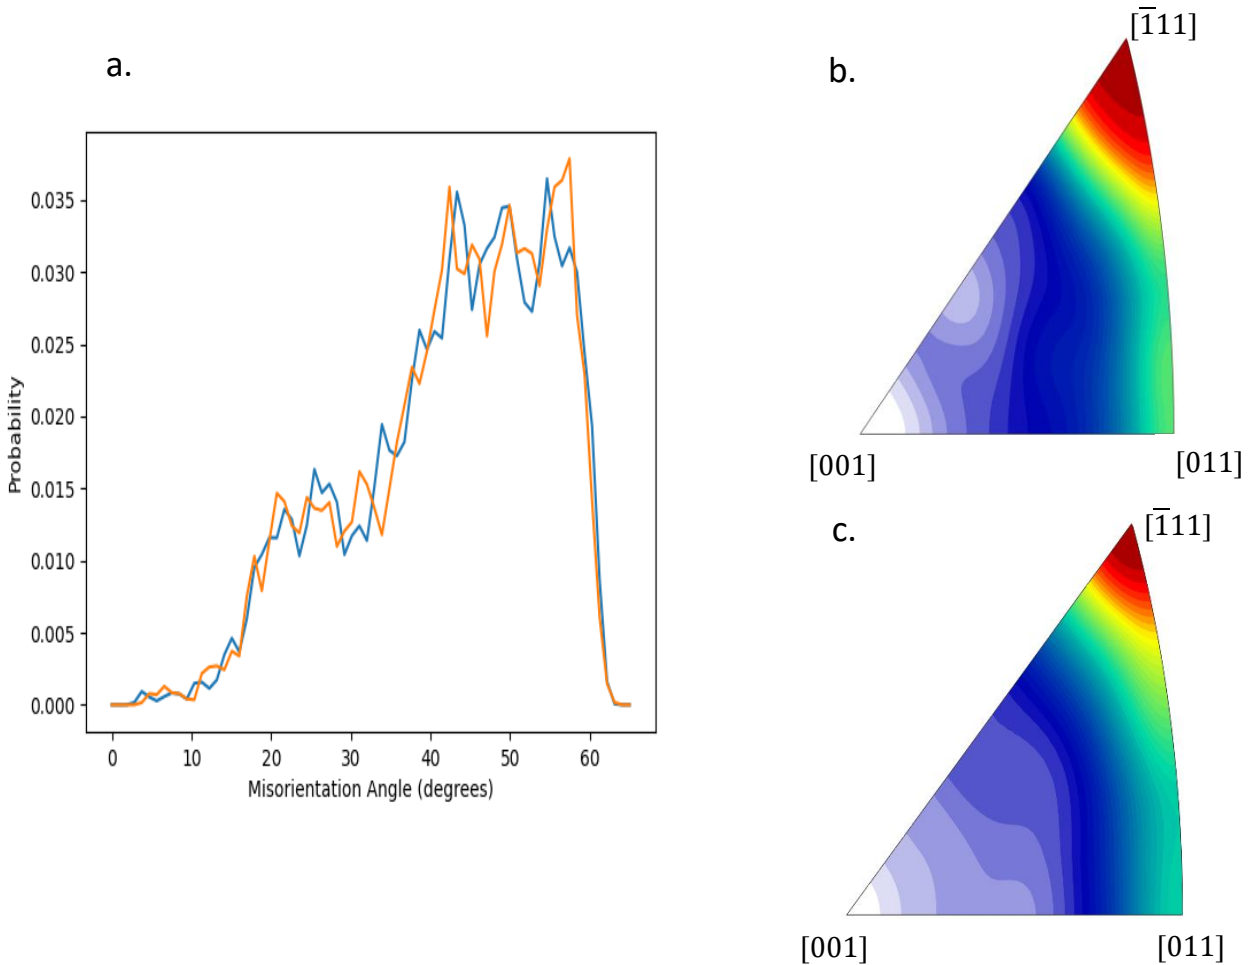 a.
0.035
0.030
0.025
0.020
0.015
0.010
0.005
0.000
Probability
0 10 20 30 40 50 60
Misorientation Angle (degrees)
b.
[1̅11]
[001]
[011]
c.
[1̅11]
[001]
[011]